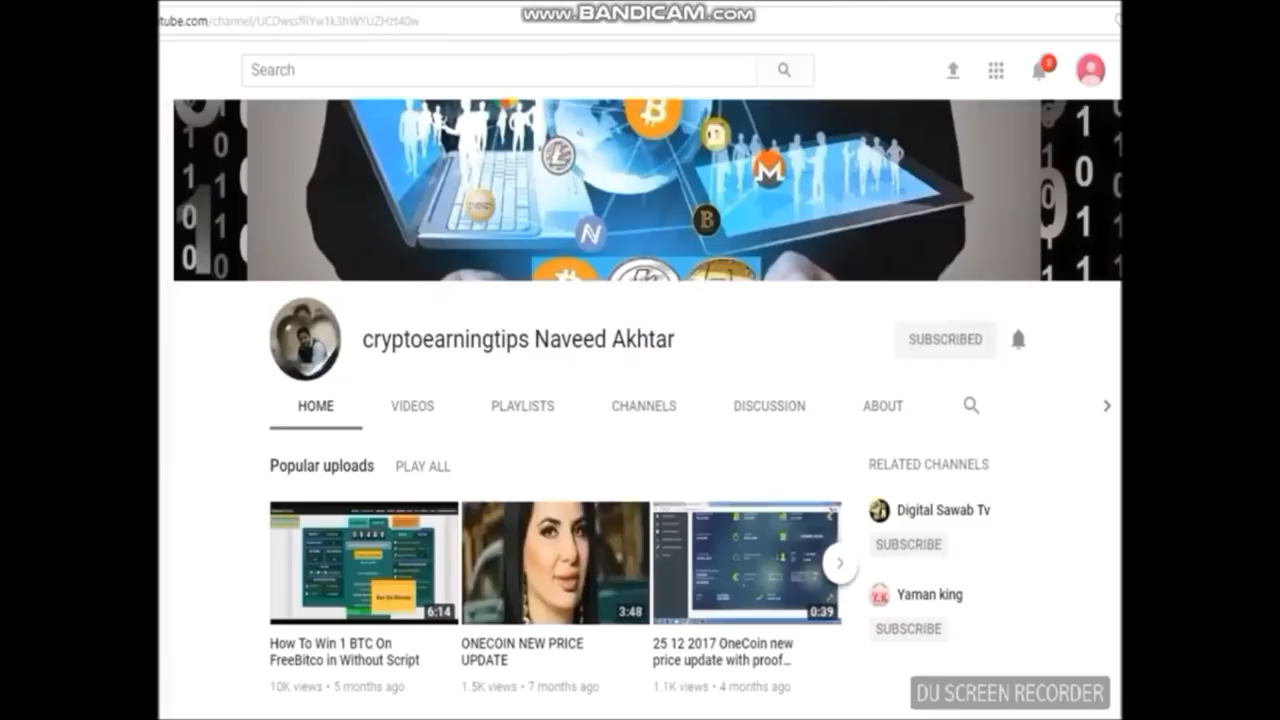 www.BANDICAM.com
tube.com/channel/UCDwssfRYw1k3hWYUZHzt40w
Search
cryptoearningtips Naveed Akhtar
SUBSCRIBED
HOME
VIDEOS
PLAYLISTS
CHANNELS
DISCUSSION
ABOUT
Popular uploads
PLAY ALL
6:14
How To Win 1 BTC On
FreeBitco in Without Script
10K views • 5 months ago
3:48
ONECOIN NEW PRICE
UPDATE
1.5K views • 7 months ago
0:39
25 12 2017 OneCoin new
price update with proof...
1.1K views • 4 months ago
RELATED CHANNELS
Digital Sawab Tv
SUBSCRIBE
Yaman king
SUBSCRIBE
DU SCREEN RECORDER